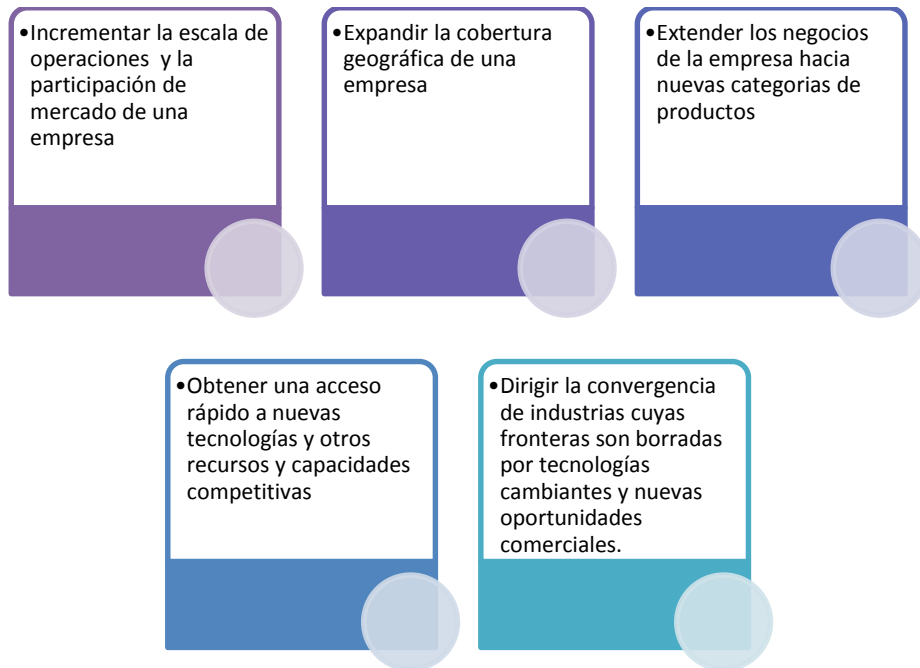 •Incrementar la escala de
operaciones y la
participación de
mercado de una
empresa
•Expandir la cobertura
geográfica de una
empresa
•Extender los negocios
de la empresa hacia
nuevas categorias de
productos
•Obtener una acceso
rápido a nuevas
tecnologías y otros
recursos y capacidades
competitivas
•Dirigir la convergencia
de industrias cuyas
fronteras son borradas
por tecnologías
cambiantes y nuevas
oportunidades
comerciales.